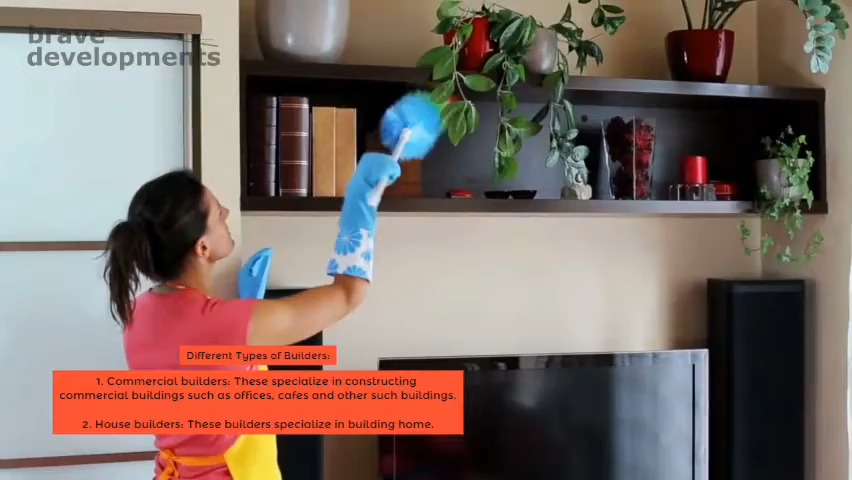 brave
developments
Different Types of Builders:
1. Commercial builders: These specialize in constructing
commercial buildings such as offices, cafes and other such buildings.
2. House builders: These builders specialize in building home.